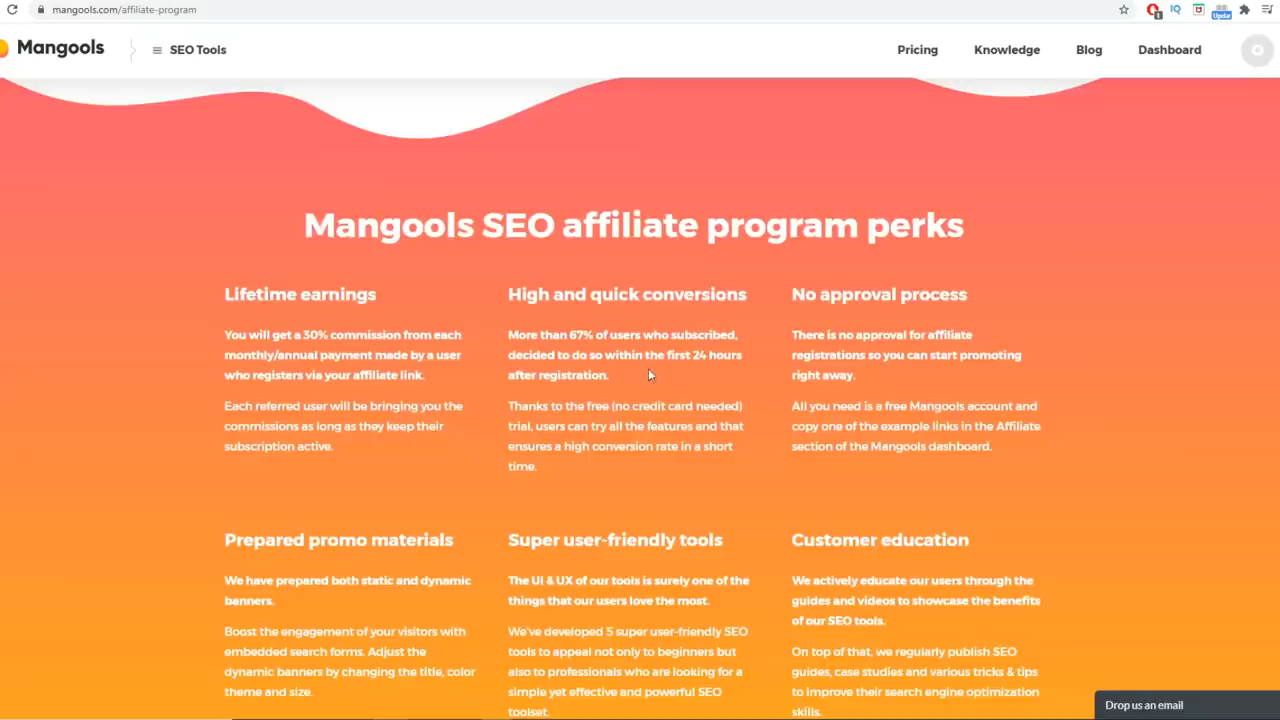 mangools.com/affiliate-program
1
IQ
Upda
Mangools
SEO Tools
Pricing
Knowledge
Blog
Dashboard
Mangools SEO affiliate program perks
Lifetime earnings
You will get a 30% commission from each
monthly/annual payment made by a user
who registers via your affiliate link.
Each referred user will be bringing you the
commissions as long as they keep their
subscription active.
High and quick conversions
More than 67% of users who subscribed,
decided to do so within the first 24 hours
after registration.
Thanks to the free (no credit card needed)
trial, users can try all the features and that
ensures a high conversion rate in a short
time.
No approval process
There is no approval for affiliate
registrations so you can start promoting
right away.
All you need is a free Mangools account and
copy one of the example links in the Affiliate
section of the Mangools dashboard.
Prepared promo materials
We have prepared both static and dynamic
banners.
Boost the engagement of your visitors with
embedded search forms. Adjust the
dynamic banners by changing the title, color
theme and size.
Super user-friendly tools
The UI & UX of our tools is surely one of the
things that our users love the most.
We've developed 5 super user-friendly SEO
tools to appeal not only to beginners but
also to professionals who are looking for a
simple yet effective and powerful SEO
toolset.
Customer education
We actively educate our users through the
guides and videos to showcase the benefits
of our SEO tools.
On top of that, we regularly publish SEO
guides, case studies and various tricks & tips
to improve their search engine optimization
skills.
Drop us an email